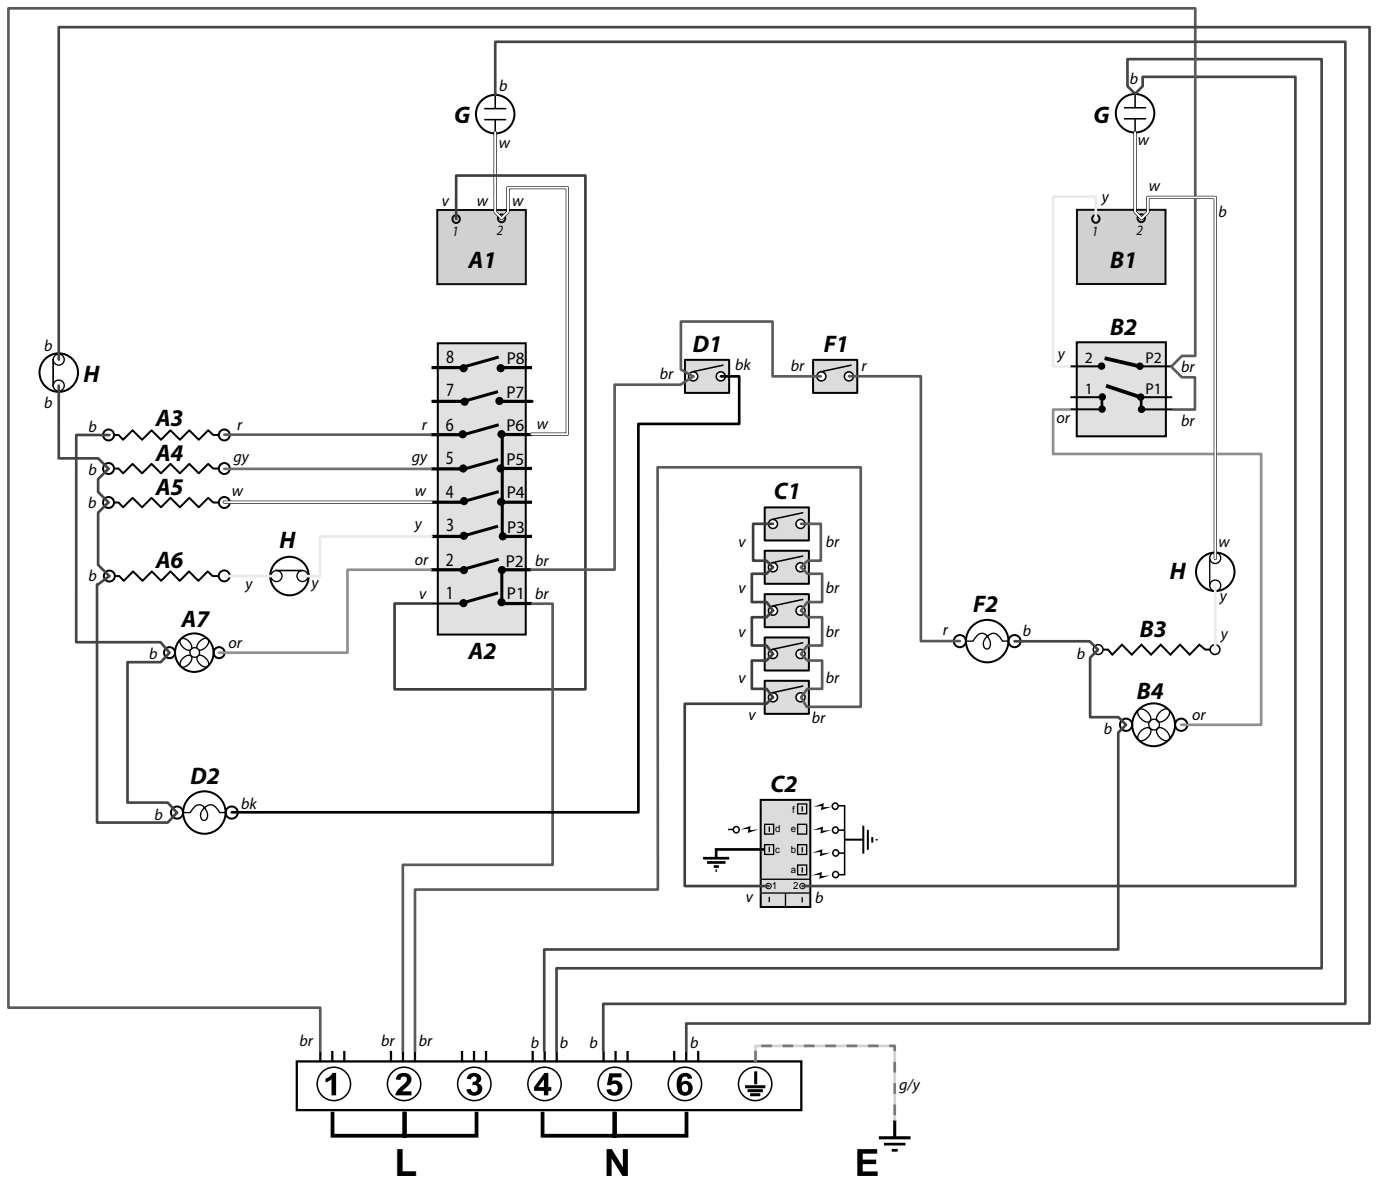 b
b
G
G
w
w
v w w
y
w
b
1 2
1 2
A1
B1
B2
b
H
b
8 P8
7 P7
r 6 P6 w
gy 5 P5
w 4 P4
y 3 P3
or 2 P2 br
v 1 P1 br
A2
D1
br
bk
F1
br
r
y 2 P2
br
1 P1
or
br
A3
b
r
A4
b
gy
A5
b
w
A6
b
y
H
y
A7
b
or
C1
v
br
v
br
v
br
v
br
v
br
w
H
y
F2
r
b
B3
b
y
B4
b
or
D2
b
bk
C2
f
d e
c b
a
1 2
v
b
br
br
br
b
b
b
b
1 2 3 4 5 6
g/y
L
N
E